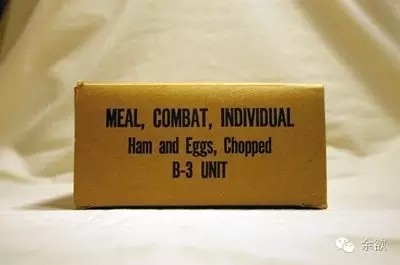 MEAL, COMBAT, INDIVIDUAL
Ham and Eggs, Chopped
B-3 UNIT
余欲